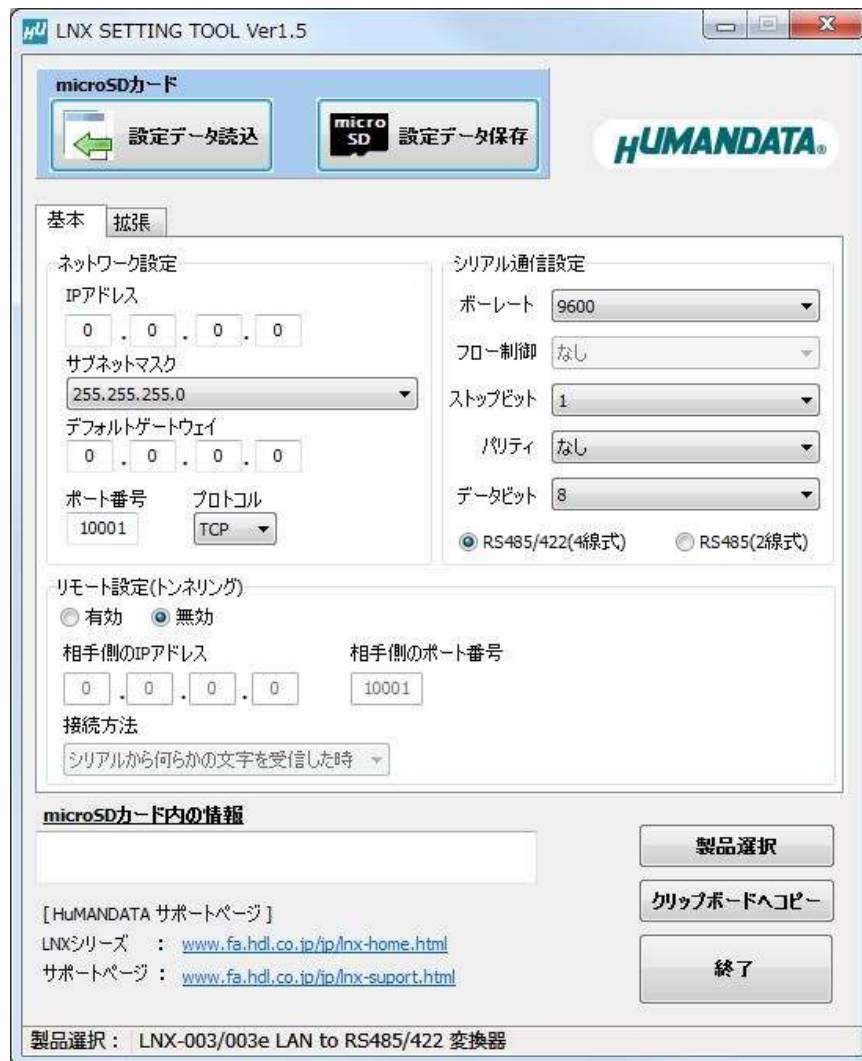 HU LNX SETTING TOOL Ver1.5
microSDカード
設定データ読込
micro SD 設定データ保存
HUMANDATA®
基本 拡張
ネットワーク設定
IPアドレス
0 . 0 . 0 . 0
サブネットマスク
255.255.255.0
デフォルトゲートウェイ
0 . 0 . 0 . 0
ポート番号 プロトコル
10001 TCP
シリアル通信設定
ボーレート 9600
フロー制御 なし
ストップビット 1
パリティ なし
データビット 8
RS485/422(4線式) RS485(2線式)
リモート設定(トンネリング)
有効 無効
相手側のIPアドレス 相手側のポート番号
0 . 0 . 0 . 0 10001
接続方法
シリアルから何らかの文字を受信した時
microSDカード内の情報
[HuMANDATA サポートページ]
LNXシリーズ : www.fa.hdl.co.jp/jp/lnx-home.html
サポートページ : www.fa.hdl.co.jp/jp/lnx-suport.html
製品選択
クリップボードへコピー
終了
製品選択 : LNX-003/003e LAN to RS485/422 変換器